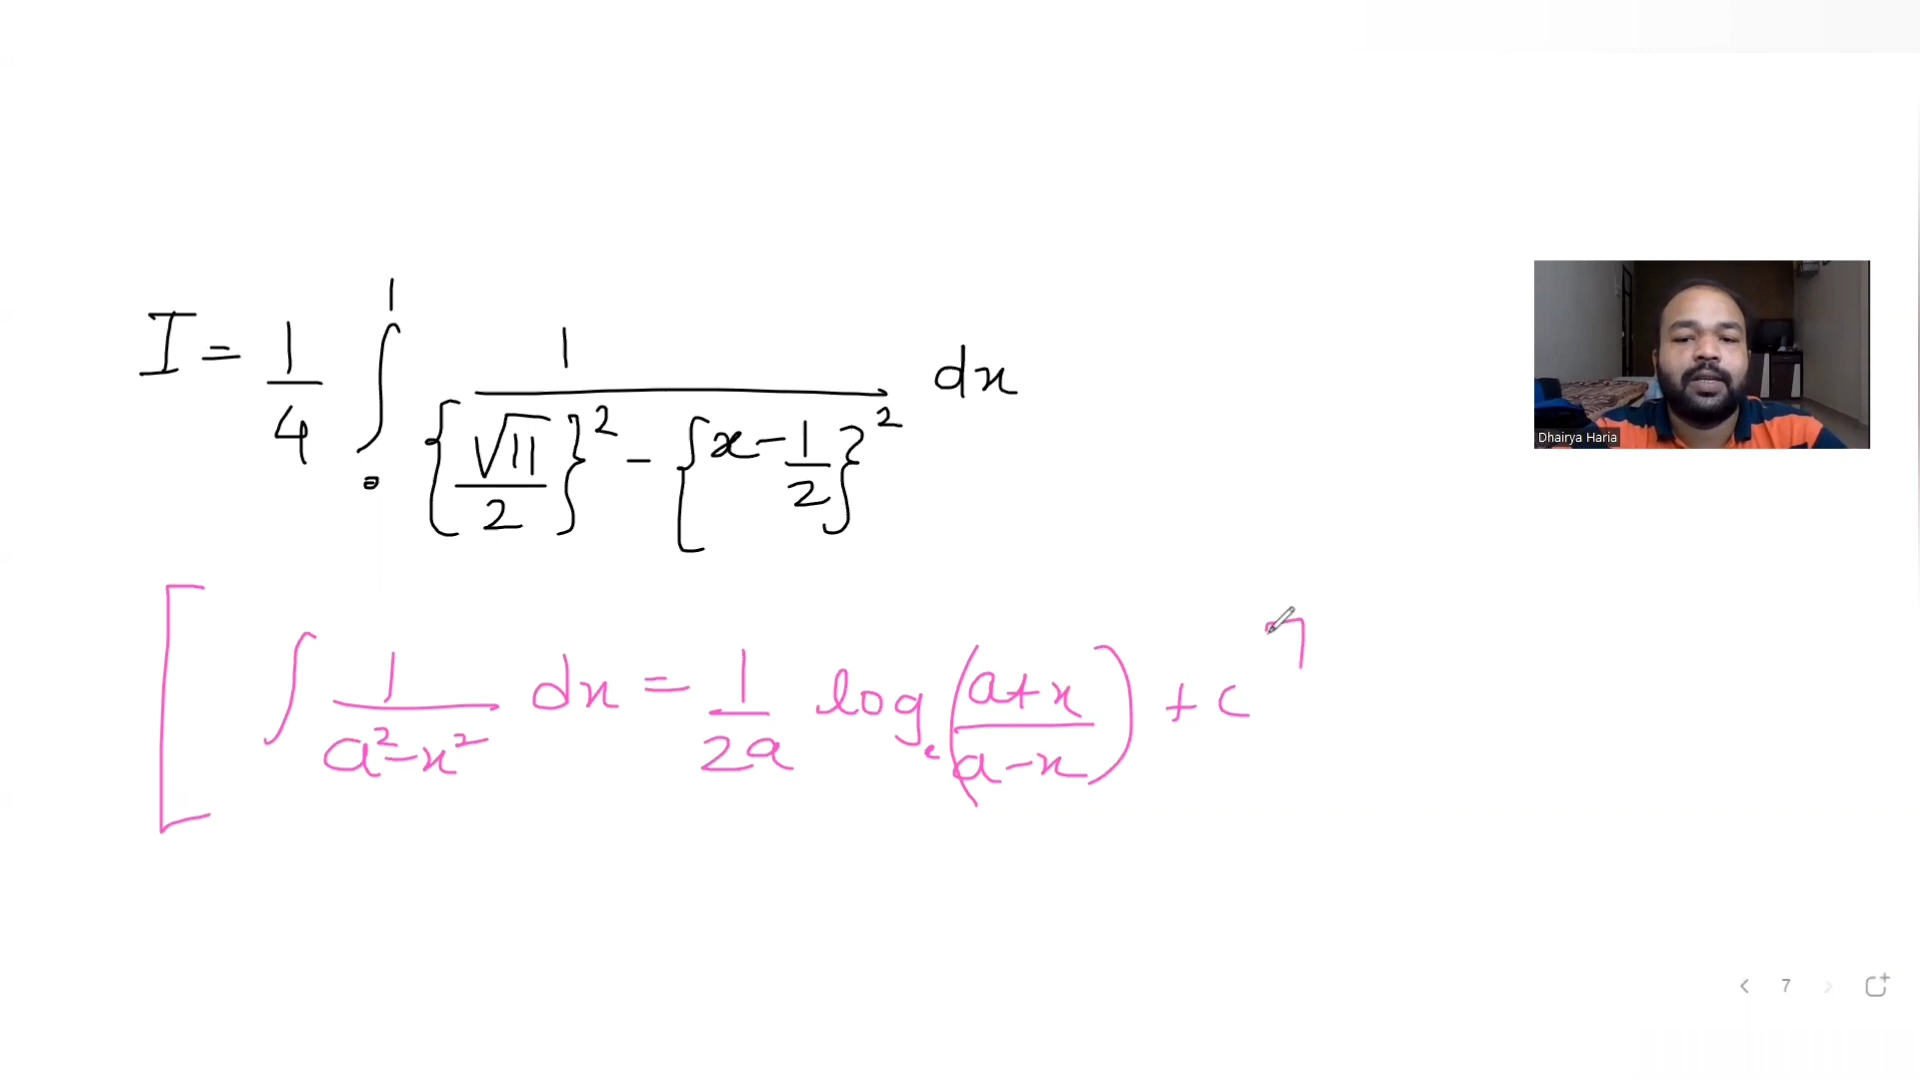 I = 1/4 ∫₀¹ 1/({√11/2}² - {x - 1/2}²) dx
[ ∫ 1/(a²-x²) dx = 1/2a logₑ((a+x)/(a-x)) + c
Dhairya Haria
7